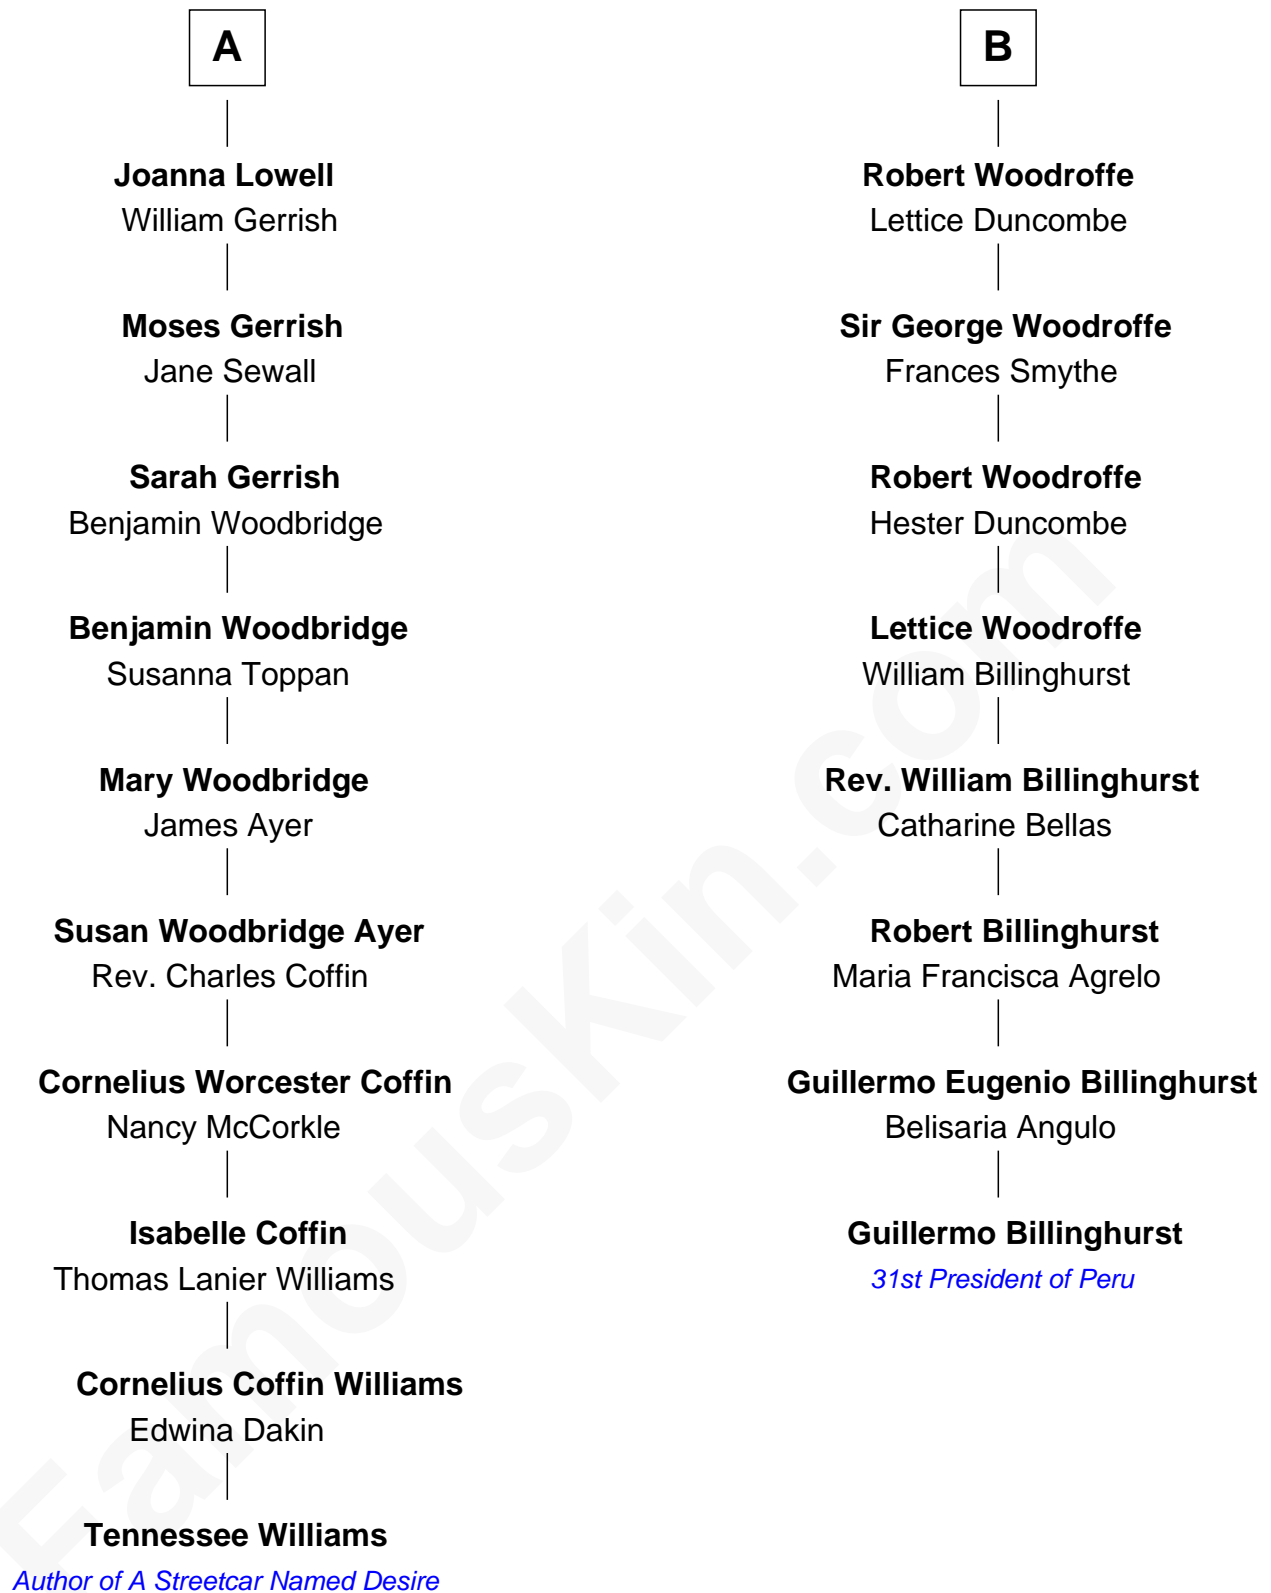 A
Joanna Lowell
William Gerrish
Moses Gerrish
Jane Sewall
Sarah Gerrish
Benjamin Woodbridge
Benjamin Woodbridge
Susanna Toppan
Mary Woodbridge
James Ayer
Susan Woodbridge Ayer
Rev. Charles Coffin
Cornelius Worcester Coffin
Nancy McCorkle
Isabelle Coffin
Thomas Lanier Williams
Cornelius Coffin Williams
Edwina Dakin
Tennessee Williams
Author of A Streetcar Named Desire
B
Robert Woodroffe
Lettice Duncombe
Sir George Woodroffe
Frances Smythe
Robert Woodroffe
Hester Duncombe
Lettice Woodroffe
William Billinghurst
Rev. William Billinghurst
Catharine Bellas
Robert Billinghurst
Maria Francisca Agrelo
Guillermo Eugenio Billinghurst
Belisaria Angulo
Guillermo Billinghurst
31st President of Peru
FamousKin.com